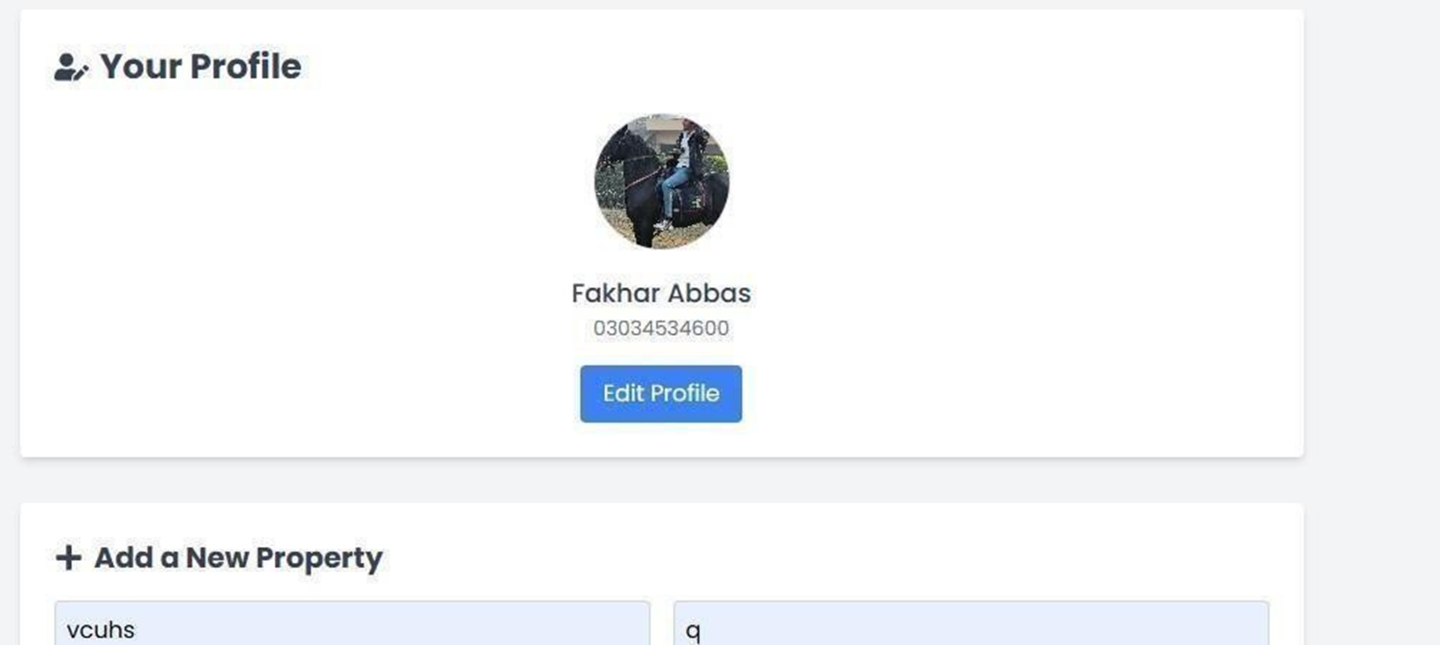 Your Profile
Fakhar Abbas
03034534600
Edit Profile
Add a New Property
vcuhs
q